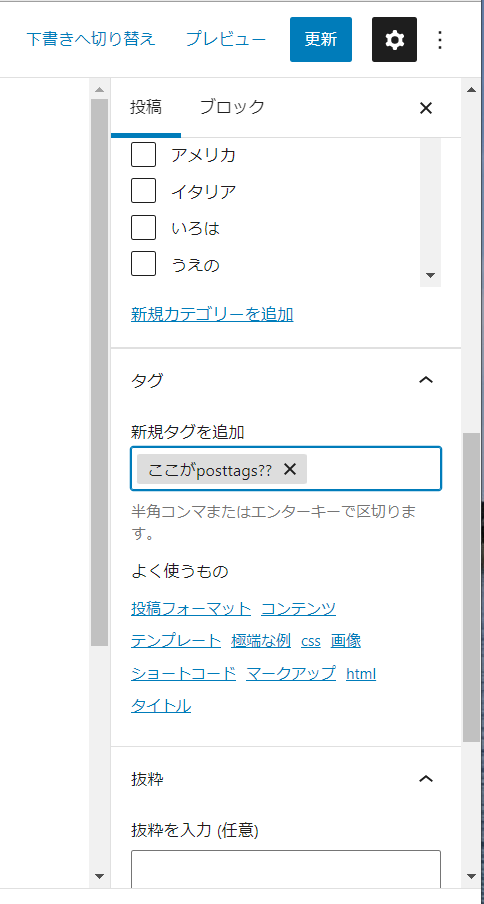 下書きへ切り替え プレビュー 更新
投稿 ブロック
アメリカ
イタリア
いろは
うえの
新規カテゴリーを追加
タグ
新規タグを追加
ここがposttags??
半角コンマまたはエンターキーで区切りま
す。
よく使うもの
投稿フォーマット コンテンツ
テンプレート 極端な例 css 画像
ショートコード マークアップ html
タイトル
抜粋
抜粋を入力 (任意)